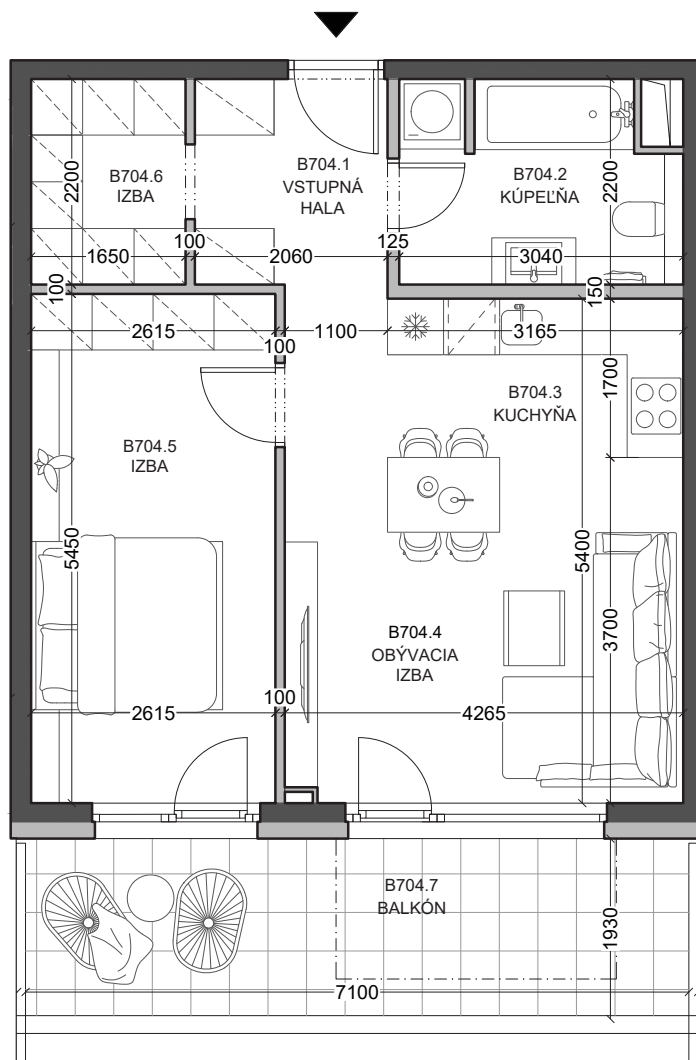 B704.1
VSTUPNÁ
HALA
B704.6
IZBA
B704.2
KÚPEĽŇA
2200
2200
1650
100
2060
125
3040
100
150
2615
100
1100
3165
B704.3
KUCHYŇA
1700
B704.5
IZBA
5450
5400
3700
B704.4
OBÝVACIA
IZBA
2615
100
4265
B704.7
BALKÓN
1930
7100